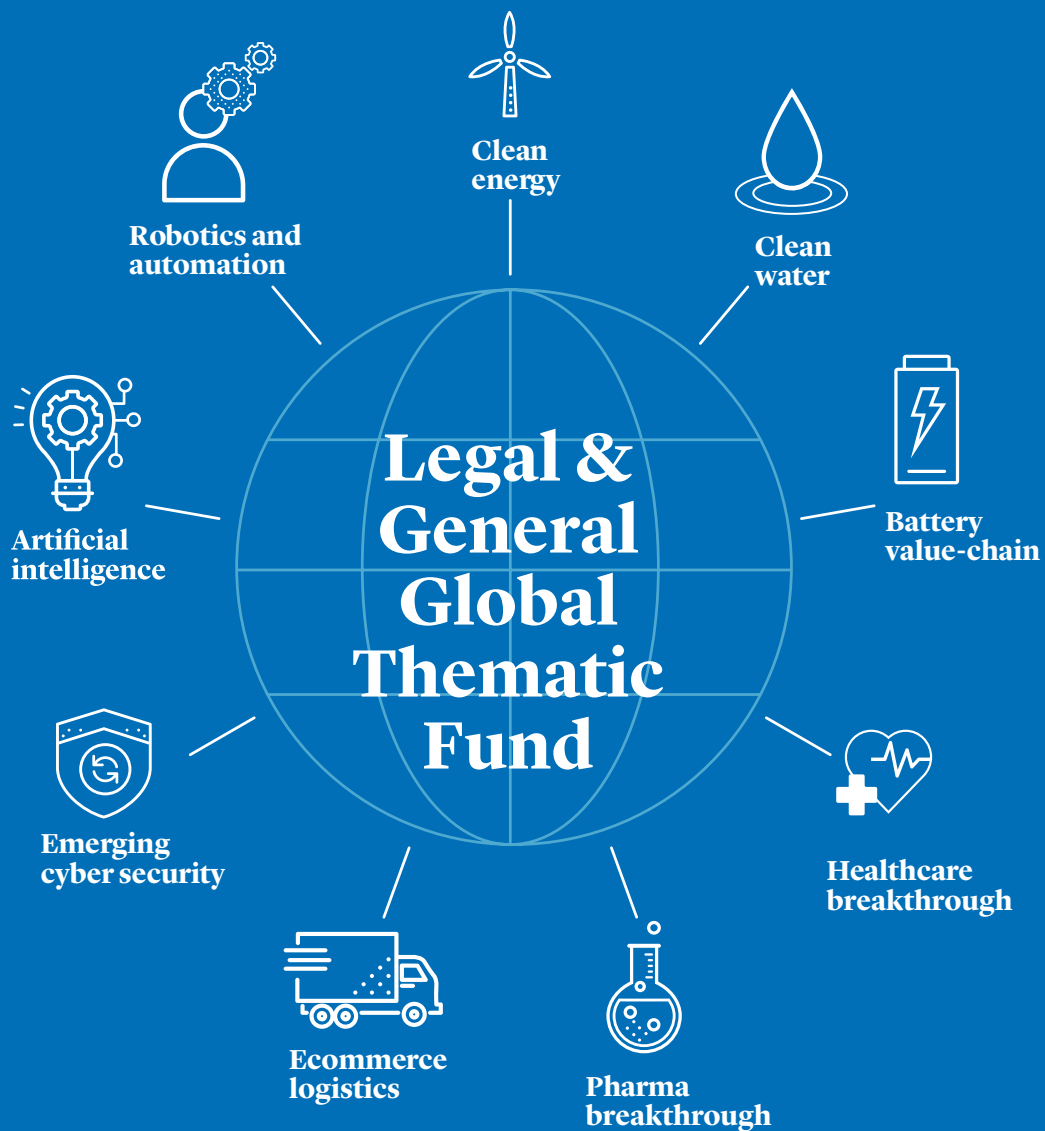 Clean
energy
Clean
water
Battery
value-chain
Healthcare
breakthrough
Pharma
breakthrough
Ecommerce
logistics
Emerging
cyber security
Artificial
intelligence
Robotics and
automation
Legal &
General
Global
Thematic
Fund